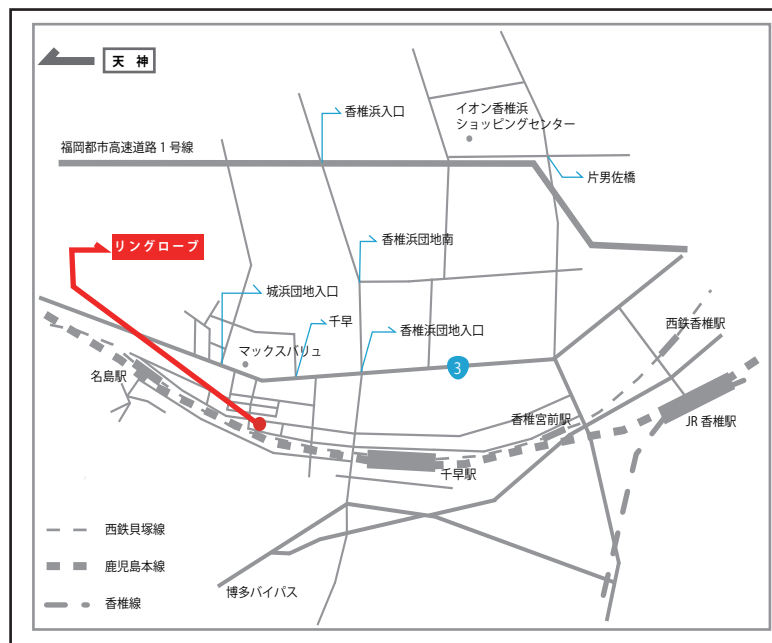 天神
香椎浜入口
イオン香椎浜
ショッピングセンター
福岡都市高速道路1号線
片男佐橋
リングローブ
香椎浜団地南
城浜団地入口
千早
香椎浜団地入口
西鉄香椎駅
マックスバリュ
3
名島駅
香椎宮前駅
JR 香椎駅
千早駅
西鉄貝塚線
鹿児島本線
香椎線
博多バイパス